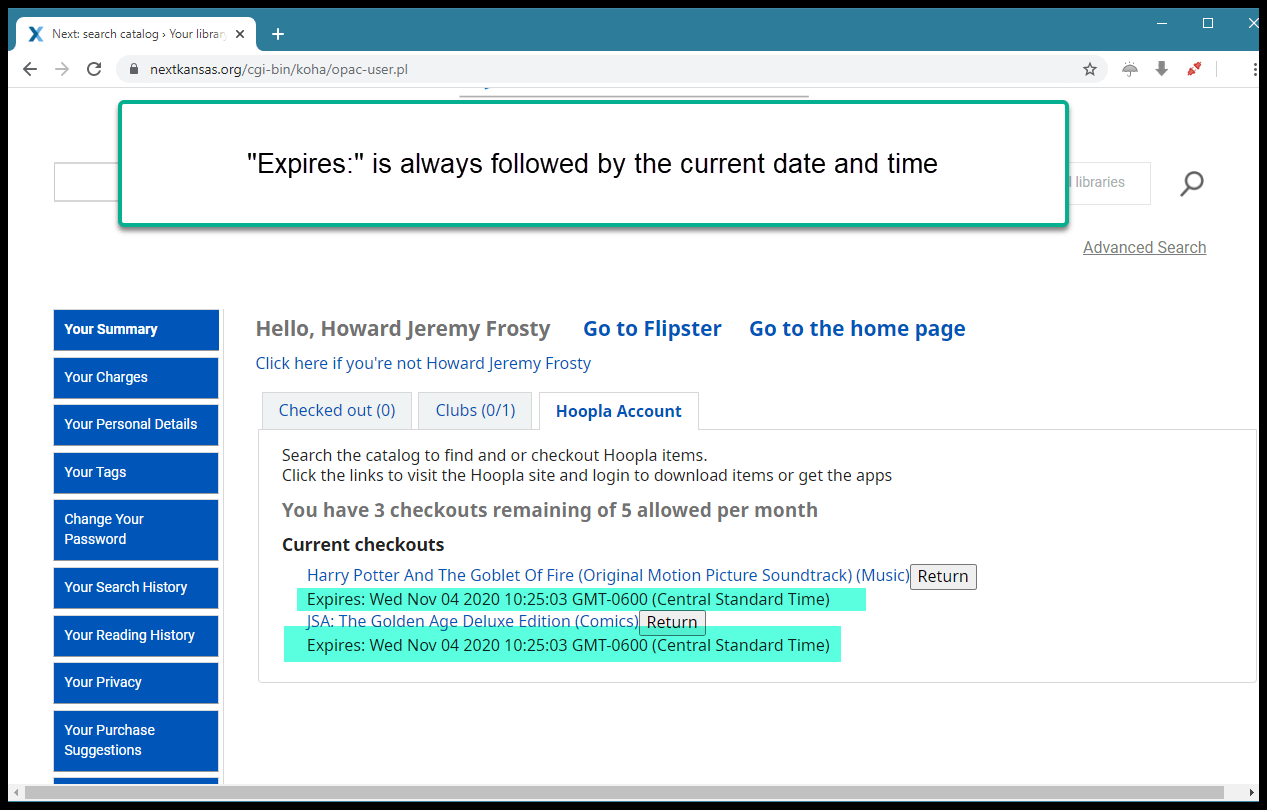 Next: search catalog › Your librar
nextkansas.org/cgi-bin/koha/opac-user.pl
"Expires:" is always followed by the current date and time
libraries
Advanced Search
Your Summary
Your Charges
Your Personal Details
Your Tags
Change Your
Password
Your Search History
Your Reading History
Your Privacy
Your Purchase
Suggestions
Hello, Howard Jeremy Frosty Go to Flipster Go to the home page
Click here if you're not Howard Jeremy Frosty
Checked out (0) Clubs (0/1) Hoopla Account
Search the catalog to find and or checkout Hoopla items.
Click the links to visit the Hoopla site and login to download items or get the apps
You have 3 checkouts remaining of 5 allowed per month
Current checkouts
Harry Potter And The Goblet Of Fire (Original Motion Picture Soundtrack) (Music) Return
Expires: Wed Nov 04 2020 10:25:03 GMT-0600 (Central Standard Time)
JSA: The Golden Age Deluxe Edition (Comics) Return
Expires: Wed Nov 04 2020 10:25:03 GMT-0600 (Central Standard Time)